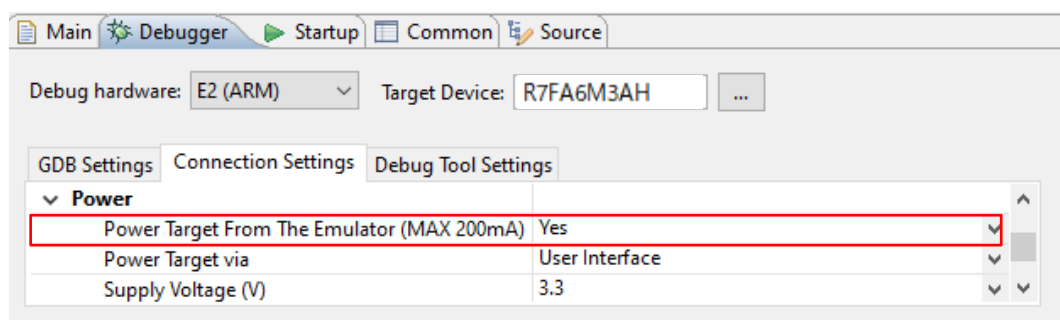 Main Debugger Startup Common Source
Debug hardware: E2 (ARM) Target Device: R7FA6M3AH ...
GDB Settings Connection Settings Debug Tool Settings
Power
Power Target From The Emulator (MAX 200mA) Yes
Power Target via User Interface
Supply Voltage (V) 3.3